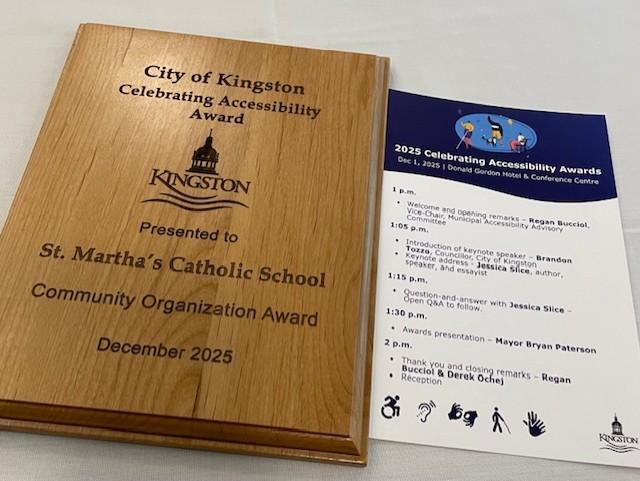 City of Kingston
Celebrating Accessibility
Award
KINGSTON
Presented to
St. Martha's Catholic School
Community Organization Award
December 2025
2025 Celebrating Accessibility Awards
Dec 1, 2025 | Donald Gordon Hotel & Conference Centre
1 p.m.
• Welcome and opening remarks – Regan Bucciol,
Vice-Chair, Municipal Accessibility Advisory
Committee
1:05 p.m.
• Introduction of keynote speaker – Brandon
Tozzo, Councillor, City of Kingston
• Keynote address - Jessica Slice, author,
speaker, and essayist
1:15 p.m.
• Question-and-answer with Jessica Slice –
Open Q&A to follow.
1:30 p.m.
• Awards presentation – Mayor Bryan Paterson
2 p.m.
• Thank you and closing remarks – Regan
Bucciol & Derek Ochej
• Reception
KINGSTON